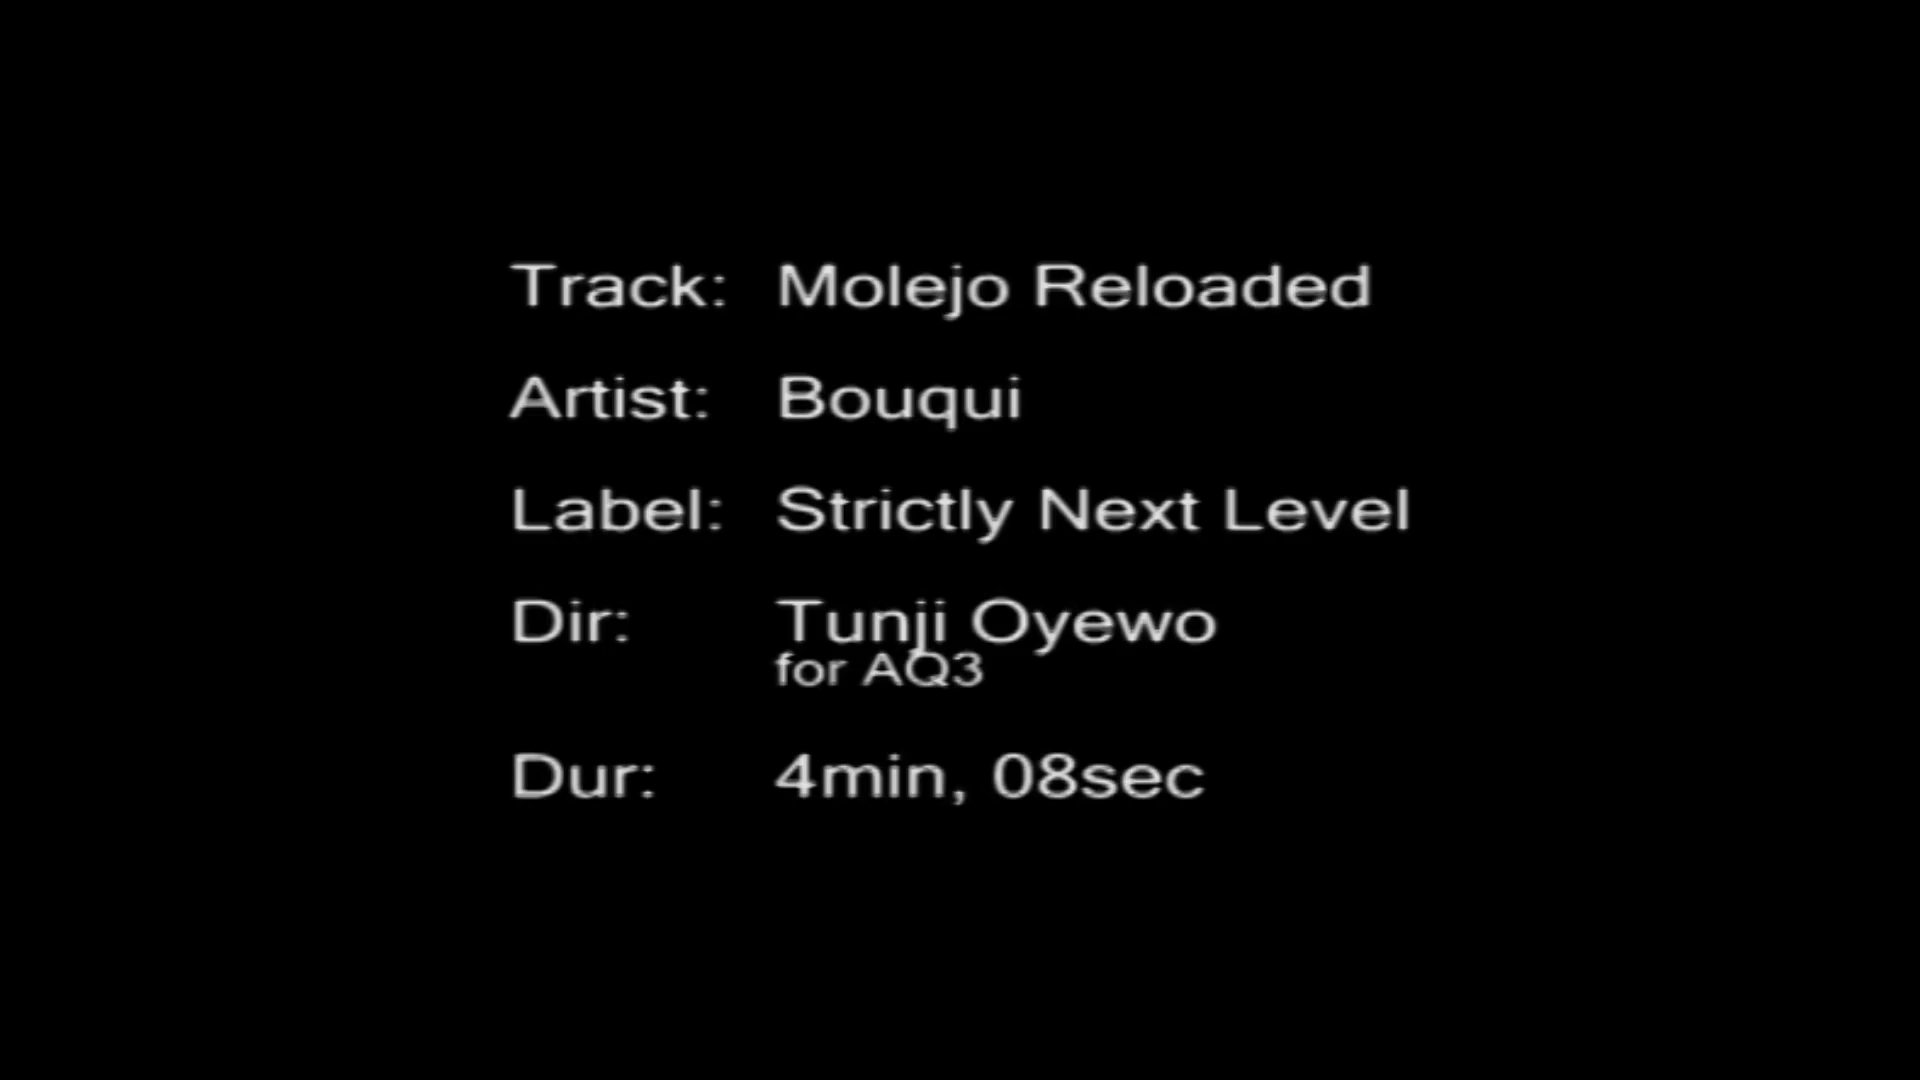 Track: Molejo Reloaded
Artist: Bouqui
Label: Strictly Next Level
Dir: Tunji Oyewo
for AQ3
Dur: 4min, 08sec